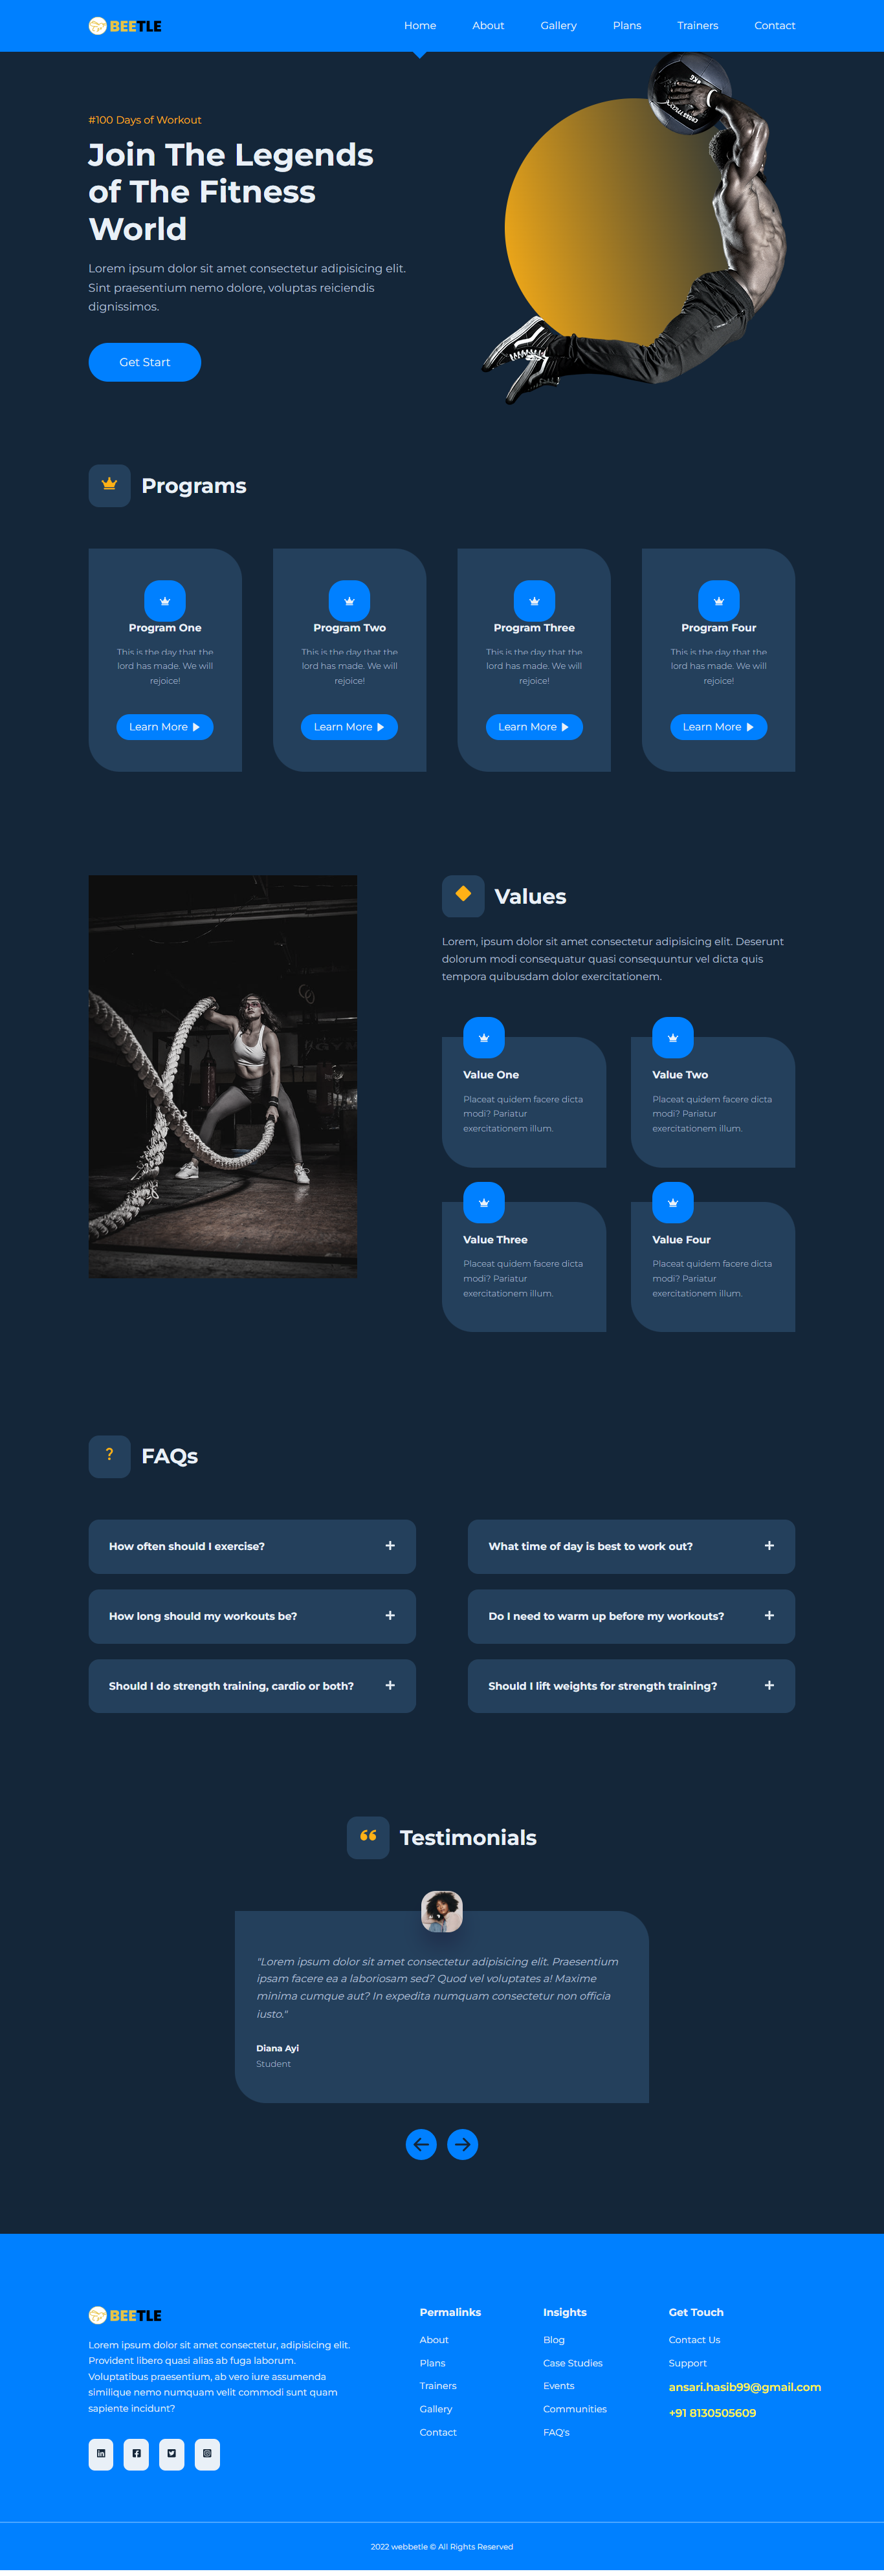 BEETLE
Home About Gallery Plans Trainers Contact
#100 Days of Workout
Join The Legends
of The Fitness
World
Lorem ipsum dolor sit amet consectetur adipisicing elit.
Sint praesentium nemo dolore, voluptas reiciendis
dignissimos.
Get Start
Programs
Program One
This is the day that the
lord has made. We will
rejoice!
Learn More
Program Two
This is the day that the
lord has made. We will
rejoice!
Learn More
Program Three
This is the day that the
lord has made. We will
rejoice!
Learn More
Program Four
This is the day that the
lord has made. We will
rejoice!
Learn More
Values
Lorem, ipsum dolor sit amet consectetur adipisicing elit. Deserunt
dolorum modi consequatur quasi consequuntur vel dicta quis
tempora quibusdam dolor exercitationem.
Value One
Placeat quidem facere dicta
modi? Pariatur
exercitationem illum.
Value Two
Placeat quidem facere dicta
modi? Pariatur
exercitationem illum.
Value Three
Placeat quidem facere dicta
modi? Pariatur
exercitationem illum.
Value Four
Placeat quidem facere dicta
modi? Pariatur
exercitationem illum.
? FAQs
How often should I exercise? +
What time of day is best to work out? +
How long should my workouts be? +
Do I need to warm up before my workouts? +
Should I do strength training, cardio or both? +
Should I lift weights for strength training? +
Testimonials
"Lorem ipsum dolor sit amet consectetur adipisicing elit. Praesentium
ipsam facere ea a laboriosam sed? Quod vel voluptates a! Maxime
minima cumque aut? In expedita numquam consectetur non officia
iusto."
Diana Ayi
Student
BEETLE
Lorem ipsum dolor sit amet consectetur, adipisicing elit.
Provident libero quasi alias ab fuga laborum.
Voluptatibus praesentium, ab vero iure assumenda
similique nemo numquam velit commodi sunt quam
sapiente incidunt?
Permalinks
About
Plans
Trainers
Gallery
Contact
Insights
Blog
Case Studies
Events
Communities
FAQ's
Get Touch
Contact Us
Support
ansari.hasib99@gmail.com
+91 8130505609
2022 webbetle © All Rights Reserved